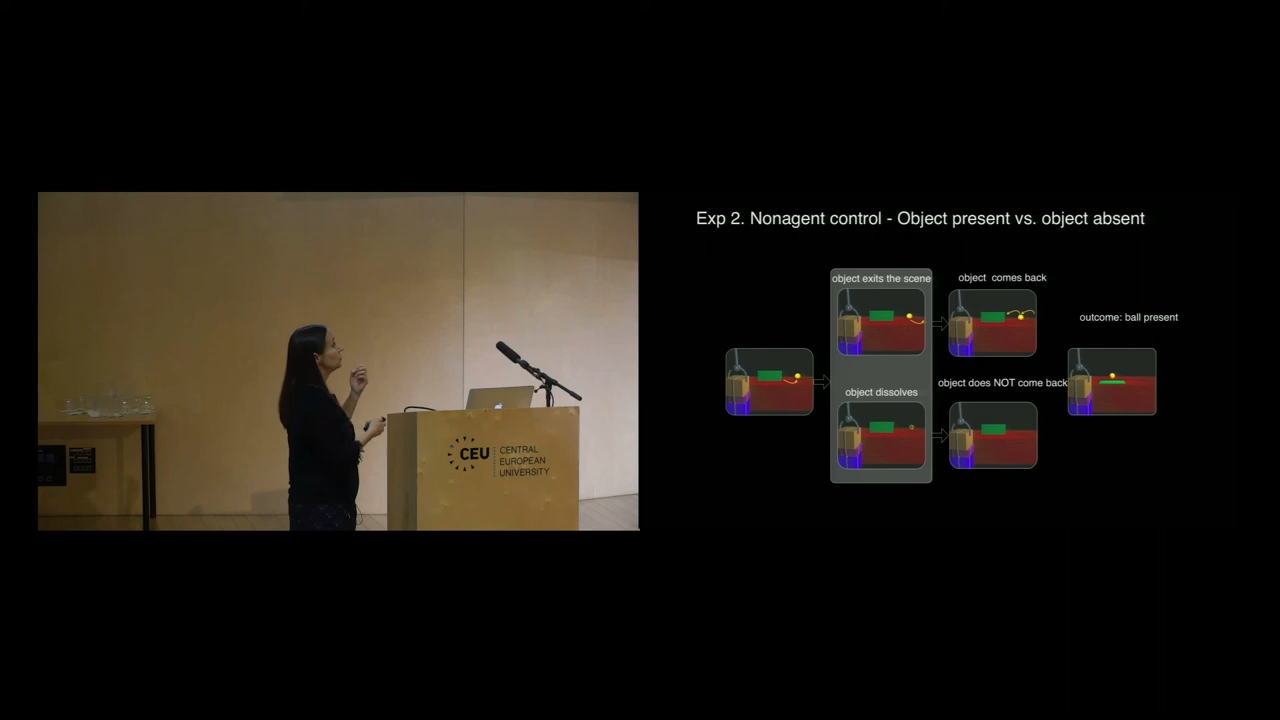 Exp 2. Nonagent control - Object present vs. object absent
object exits the scene
object comes back
outcome: ball present
object dissolves
object does NOT come back
CEU
CENTRAL
EUROPEAN
UNIVERSITY